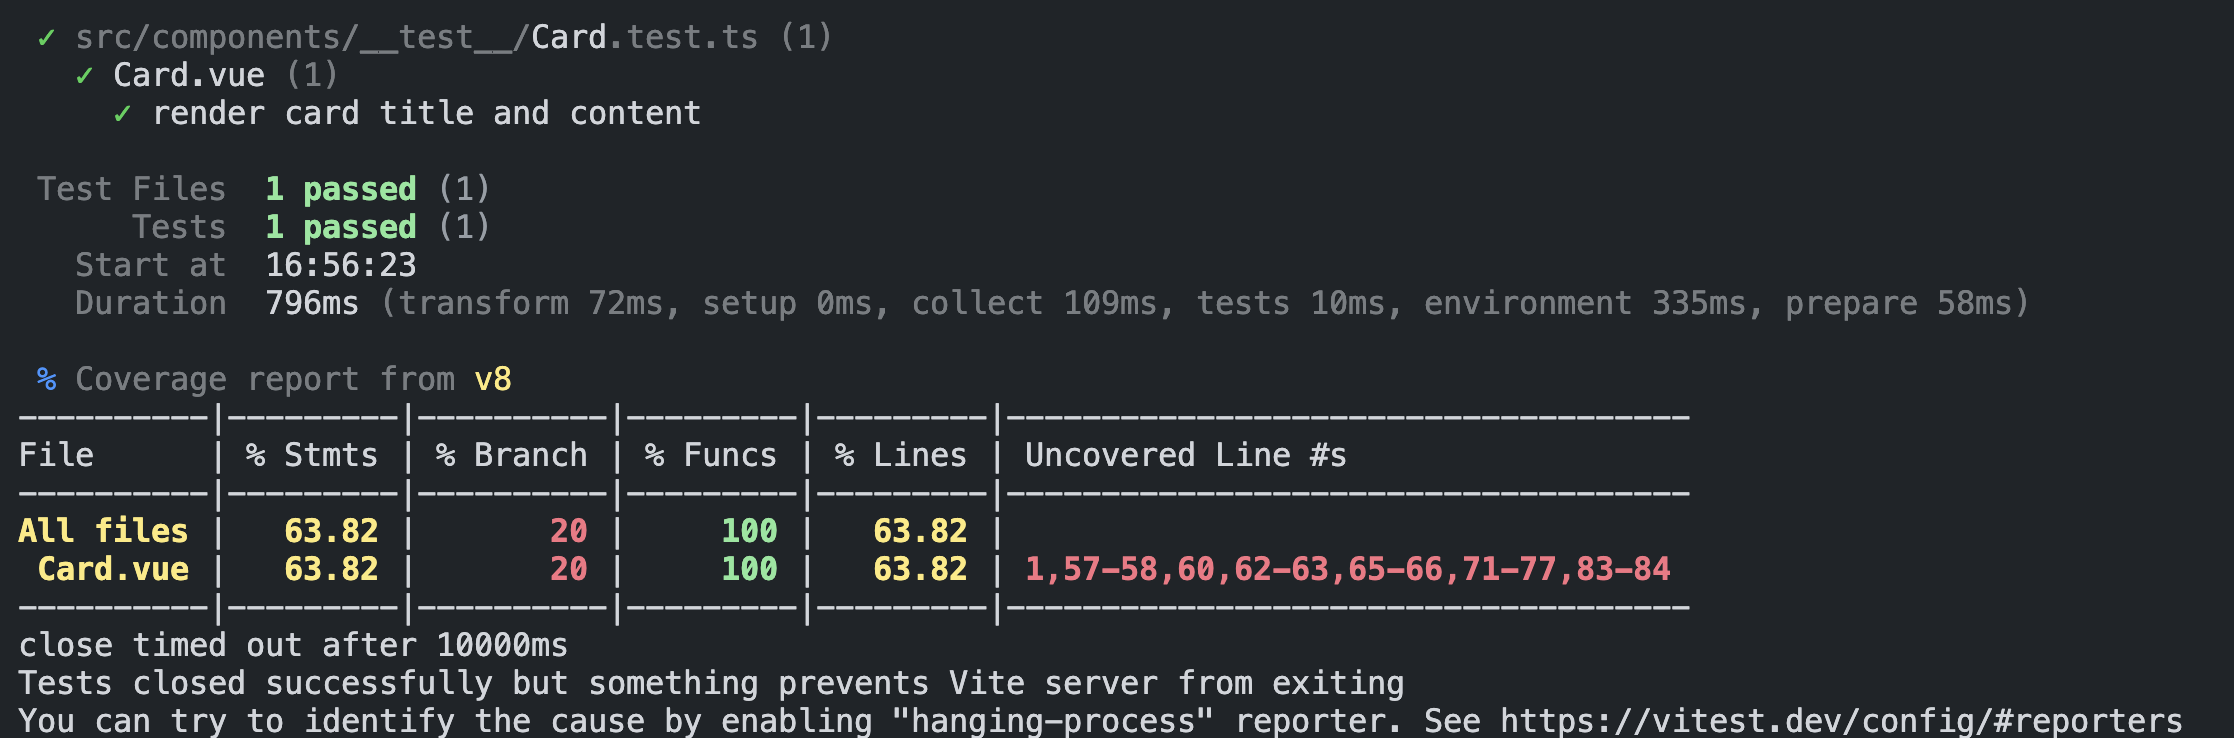 ✓ src/components/__test__/Card.test.ts (1)
✓ Card.vue (1)
✓ render card title and content
Test Files 1 passed (1)
Tests 1 passed (1)
Start at 16:56:23
Duration 796ms (transform 72ms, setup 0ms, collect 109ms, tests 10ms, environment 335ms, prepare 58ms)
% Coverage report from v8
----------|---------|----------|---------|---------|------------------------------------
File | % Stmts | % Branch | % Funcs | % Lines | Uncovered Line #s
----------|---------|----------|---------|---------|------------------------------------
All files | 63.82 | 20 | 100 | 63.82 |
Card.vue | 63.82 | 20 | 100 | 63.82 | 1,57-58,60,62-63,65-66,71-77,83-84
----------|---------|----------|---------|---------|------------------------------------
close timed out after 10000ms
Tests closed successfully but something prevents Vite server from exiting
You can try to identify the cause by enabling "hanging-process" reporter. See https://vitest.dev/config/#reporters